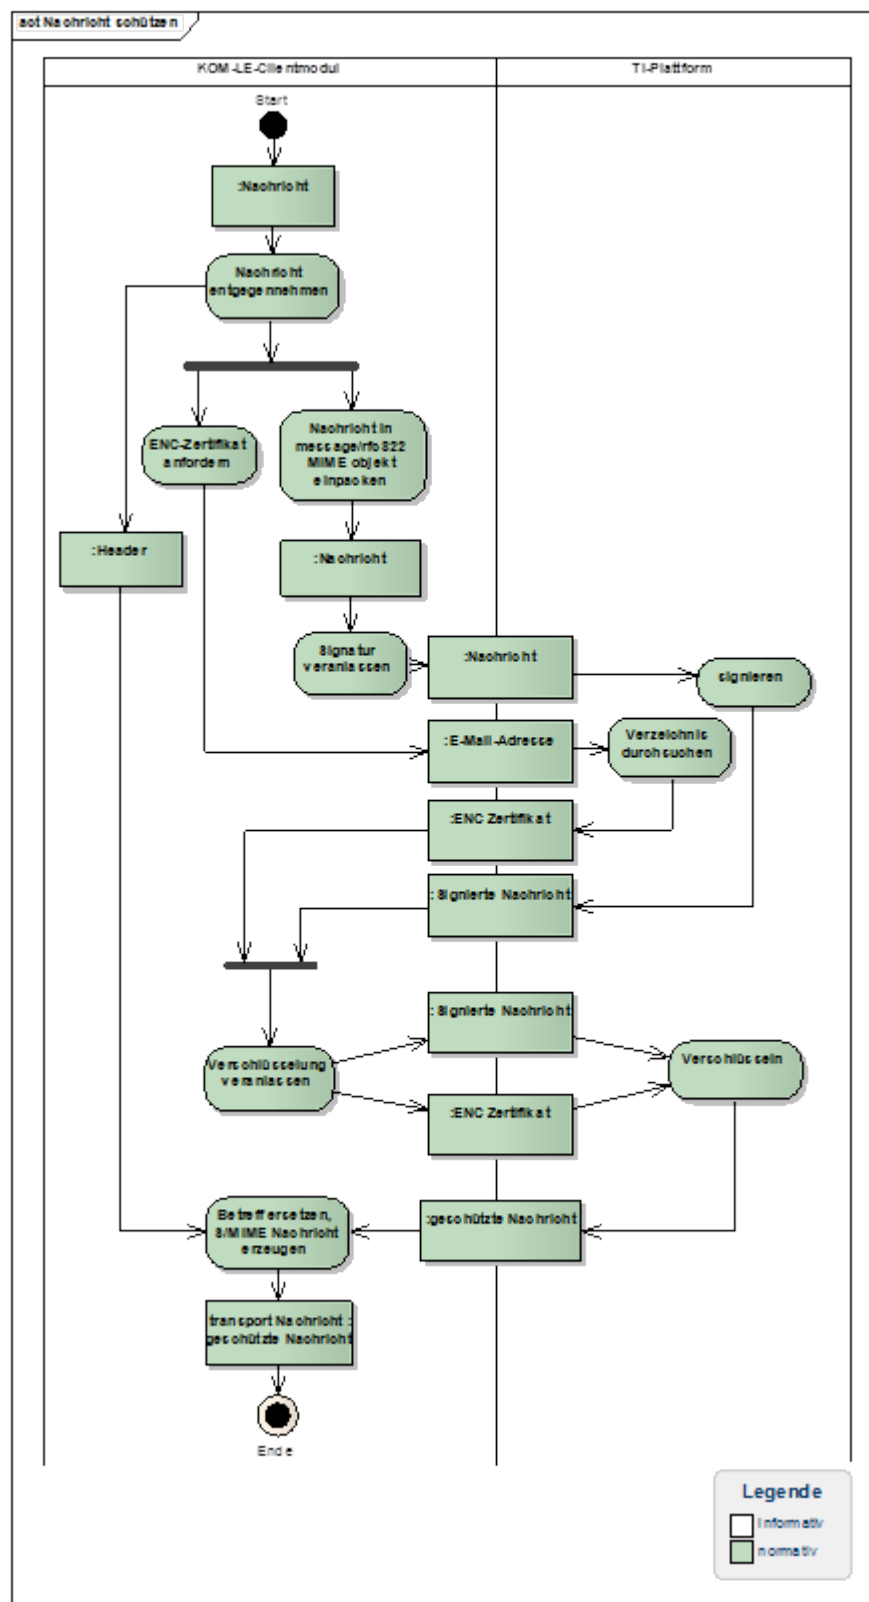 act Nachricht schützen
KOM-LE-Clientmodul
TI-Plattform
Start
:Nachricht
Nachricht
entgegennehmen
ENC-Zertifikat
anfordern
Nachricht in
message/rfc822
MIME objekt
einpacken
:Header
:Nachricht
Signatur
veranlassen
:Nachricht
signieren
:E-Mail-Adresse
Verzeichnis
durchsuchen
:ENC Zertifikat
: Signierte Nachricht
: Signierte Nachricht
Verschlüsselung
veranlassen
Verschlüsseln
:ENC Zertifikat
Betreff ersetzen,
S/MIME Nachricht
erzeugen
:geschützte Nachricht
transport Nachricht :
geschützte Nachricht
Ende
Legende
informativ
normativ